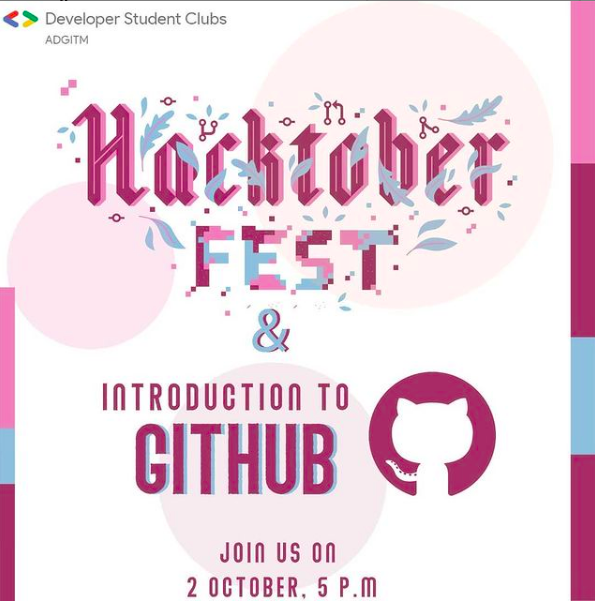 Developer Student Clubs
ADGITM
Hacktober
FEST
&
INTRODUCTION TO
GITHUB
JOIN US ON
2 OCTOBER, 5 P.M